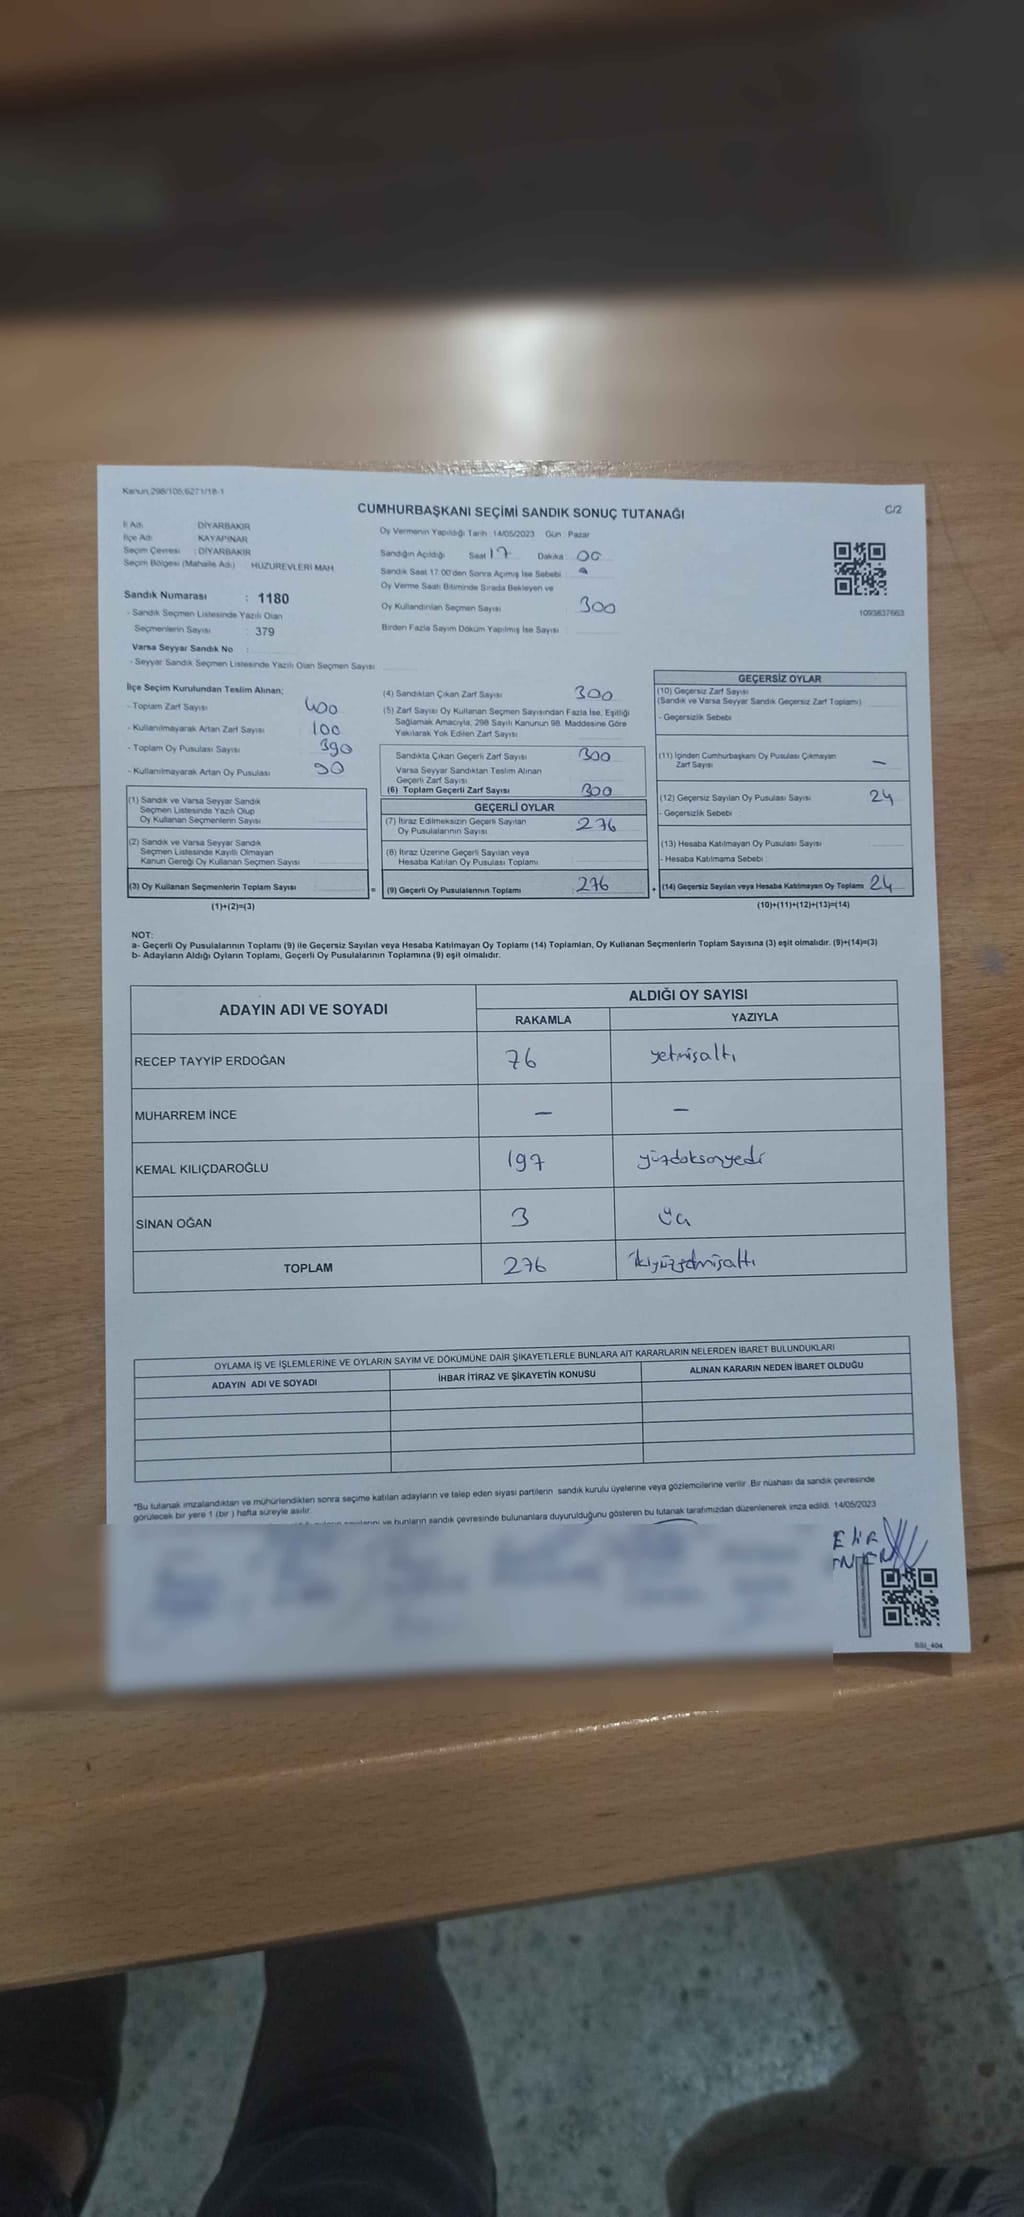 Kanun 298/105,6271/18-1
CUMHURBAŞKANI SEÇİMİ SANDIK SONUÇ TUTANAĞI
C/2
İl Adı DİYARBAKIR
İlçe Adı KAYAPINAR
Seçim Çevresi : DİYARBAKIR
Seçim Bölgesi (Mahalle Adı) HUZUREVLERİ MAH
Sandık Numarası : 1180
- Sandık Seçmen Listesinde Yazılı Olan
Seçmenlerin Sayısı : 379
Varsa Seyyar Sandık No :
- Seyyar Sandık Seçmen Listesinde Yazılı Olan Seçmen Sayısı
Oy Vermenin Yapıldığı Tarih : 14/05/2023 Gün : Pazar
Sandığın Açıldığı Saat 17 Dakika 00
Sandık Saat 17:00'den Sonra Açımış İse Sebebi
Oy Verme Saati Bitiminde Sırada Bekleyen ve
Oy Kullandırılan Seçmen Sayısı 300
Birden Fazla Sayım Döküm Yapılmış İse Sayısı
1093837663
İlçe Seçim Kurulundan Teslim Alınan;
- Toplam Zarf Sayısı 400
- Kullanılmayarak Artan Zarf Sayısı 100
- Toplam Oy Pusulası Sayısı 390
- Kullanılmayarak Artan Oy Pusulası 90
(1) Sandık ve Varsa Seyyar Sandık
Seçmen Listesinde Yazılı Olup
Oy Kullanan Seçmenlerin Sayısı
(2) Sandık ve Varsa Seyyar Sandık
Seçmen Listesinde Kayıtlı Olmayan
Kanun Gereği Oy Kullanan Seçmen Sayısı
(3) Oy Kullanan Seçmenlerin Toplam Sayısı
(1)+(2)=(3)
(4) Sandıktan Çıkan Zarf Sayısı 300
(5) Zarf Sayısı Oy Kullanan Seçmen Sayısından Fazla İse, Eşitliği
Sağlamak Amacıyla, 298 Sayılı Kanunun 98. Maddesine Göre
Yakılarak Yok Edilen Zarf Sayısı
Sandıkta Çıkan Geçerli Zarf Sayısı 300
Varsa Seyyar Sandıktan Teslim Alınan
Geçerli Zarf Sayısı
(6) Toplam Geçerli Zarf Sayısı 300
GEÇERLİ OYLAR
(7) İtiraz Edilmeksizin Geçerli Sayılan
Oy Pusulalarının Sayısı 276
(8) İtiraz Üzerine Geçerli Sayılan veya
Hesaba Katılan Oy Pusulası Toplamı
= (9) Geçerli Oy Pusulalarının Toplamı 276
GEÇERSİZ OYLAR
(10) Geçersiz Zarf Sayısı
(Sandık ve Varsa Seyyar Sandık Geçersiz Zarf Toplamı)
- Geçersizlik Sebebi
(11) İçinden Cumhurbaşkanı Oy Pusulası Çıkmayan
Zarf Sayısı —
(12) Geçersiz Sayılan Oy Pusulası Sayısı 24
- Geçersizlik Sebebi :
(13) Hesaba Katılmayan Oy Pusulası Sayısı
- Hesaba Katılmama Sebebi :
+ (14) Geçersiz Sayılan veya Hesaba Katılmayan Oy Toplamı 24
(10)+(11)+(12)+(13)=(14)
NOT:
a- Geçerli Oy Pusulalarının Toplamı (9) ile Geçersiz Sayılan veya Hesaba Katılmayan Oy Toplamı (14) Toplamları, Oy Kullanan Seçmenlerin Toplam Sayısına (3) eşit olmalıdır. (9)+(14)=(3)
b- Adayların Aldığı Oyların Toplamı, Geçerli Oy Pusulalarının Toplamına (9) eşit olmalıdır.
ADAYIN ADI VE SOYADI
ALDIĞI OY SAYISI
RAKAMLA YAZIYLA
RECEP TAYYİP ERDOĞAN 76 yetmişaltı
MUHARREM İNCE — —
KEMAL KILIÇDAROĞLU 197 yüzdoksanyedi
SİNAN OĞAN 3 üç
TOPLAM 276 ikiyüzyetmişaltı
OYLAMA İŞ VE İŞLEMLERİNE VE OYLARIN SAYIM VE DÖKÜMÜNE DAİR ŞİKAYETLERLE BUNLARA AİT KARARLARIN NELERDEN İBARET BULUNDUKLARI
ADAYIN ADI VE SOYADI İHBAR İTİRAZ VE ŞİKAYETİN KONUSU ALINAN KARARIN NEDEN İBARET OLDUĞU
*Bu tutanak imzalandıktan ve mühürlendikten sonra seçime katılan adayların ve talep eden siyasi partilerin sandık kurulu üyelerine veya gözlemcilerine verilir. Bir nüshası da sandık çevresinde
görülecek bir yere 1 (bir ) hafta süreyle asılır.
ve bunların sandık çevresinde bulunanlara duyurulduğunu gösteren bu tutanak tarafımızdan düzenlenerek imza edildi. 14/05/2023